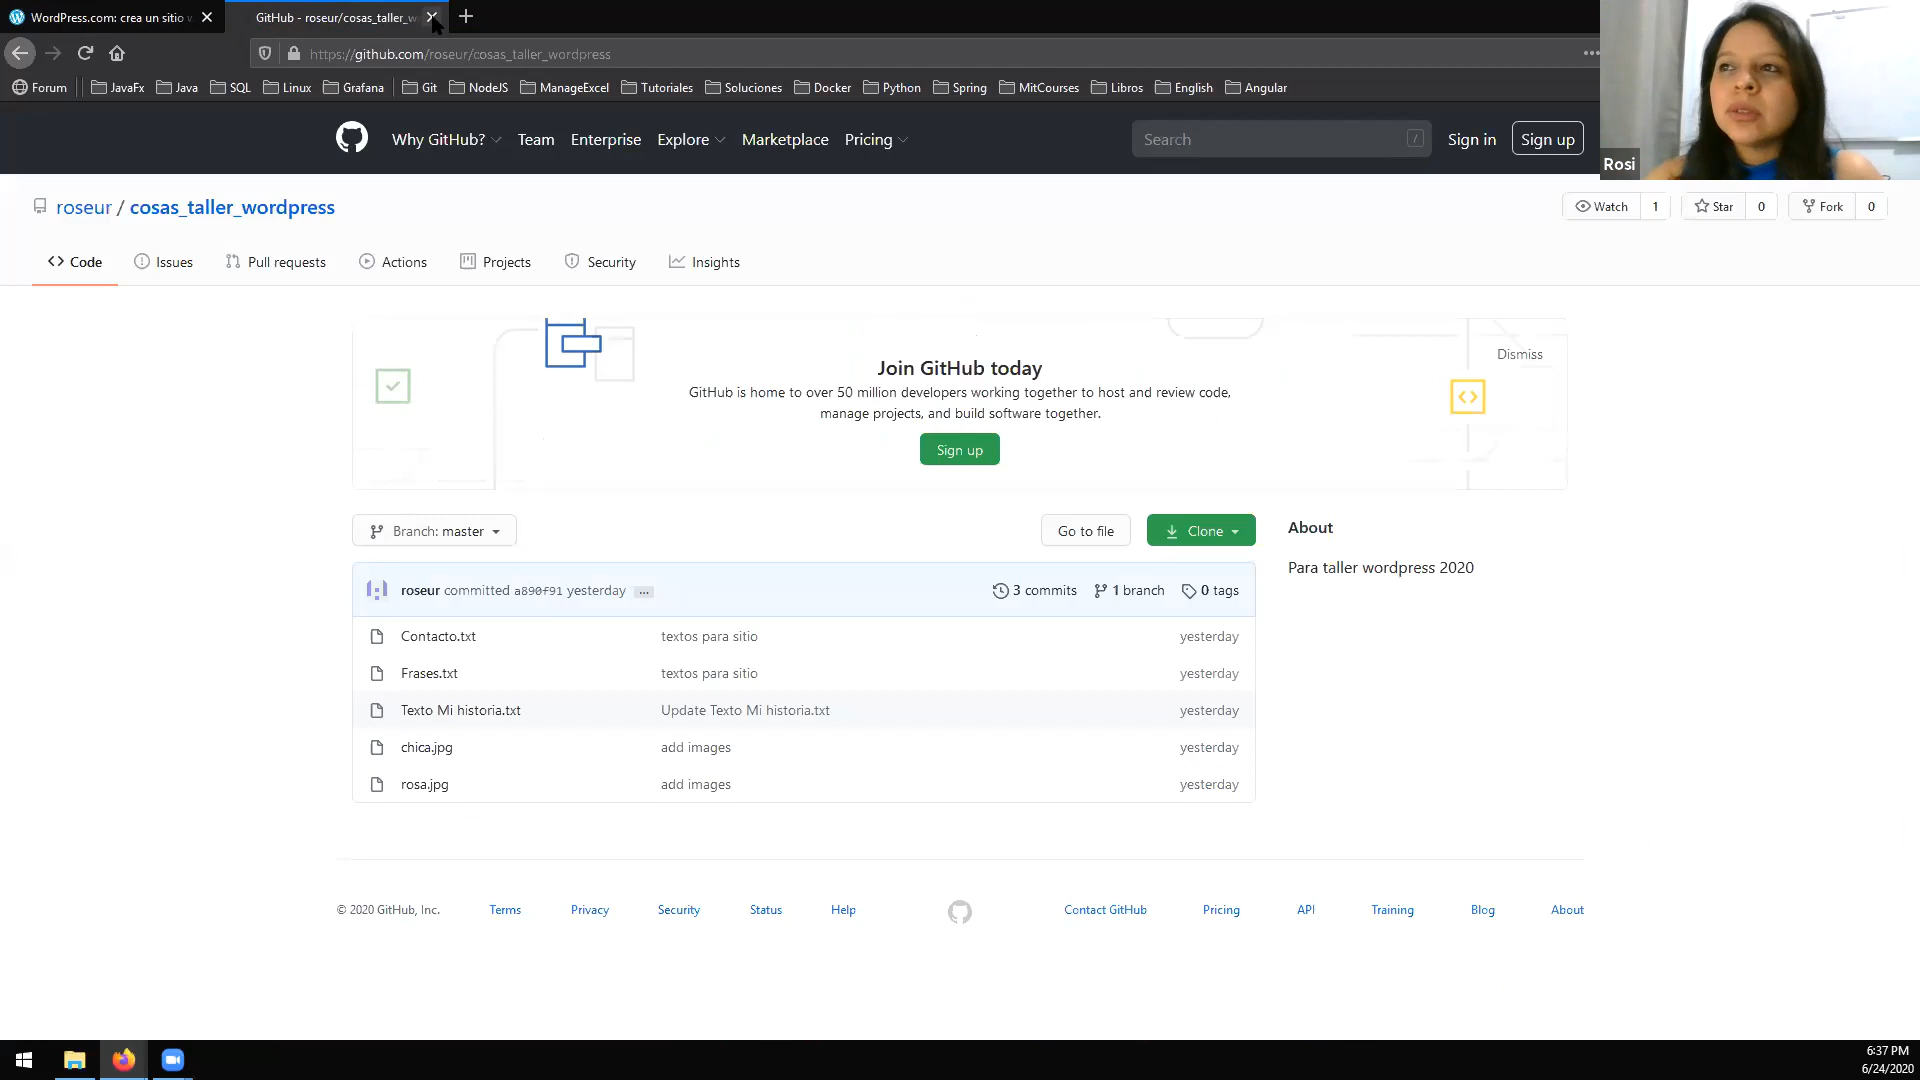 WordPress.com: crea un sitio w
GitHub - roseur/cosas_taller_w
https://github.com/roseur/cosas_taller_wordpress
Forum JavaFx Java SQL Linux Grafana Git NodeJS ManageExcel Tutoriales Soluciones Docker Python Spring MitCourses Libros English Angular
Why GitHub? Team Enterprise Explore Marketplace Pricing Search / Sign in Sign up
Rosi
roseur / cosas_taller_wordpress
Watch 1 Star 0 Fork 0
Code Issues Pull requests Actions Projects Security Insights
Join GitHub today
Dismiss
GitHub is home to over 50 million developers working together to host and review code,
manage projects, and build software together.
Sign up
Branch: master Go to file Clone
About
Para taller wordpress 2020
roseur committed a890f91 yesterday ... 3 commits 1 branch 0 tags
Contacto.txt textos para sitio yesterday
Frases.txt textos para sitio yesterday
Texto Mi historia.txt Update Texto Mi historia.txt yesterday
chica.jpg add images yesterday
rosa.jpg add images yesterday
© 2020 GitHub, Inc. Terms Privacy Security Status Help Contact GitHub Pricing API Training Blog About
6:37 PM
6/24/2020